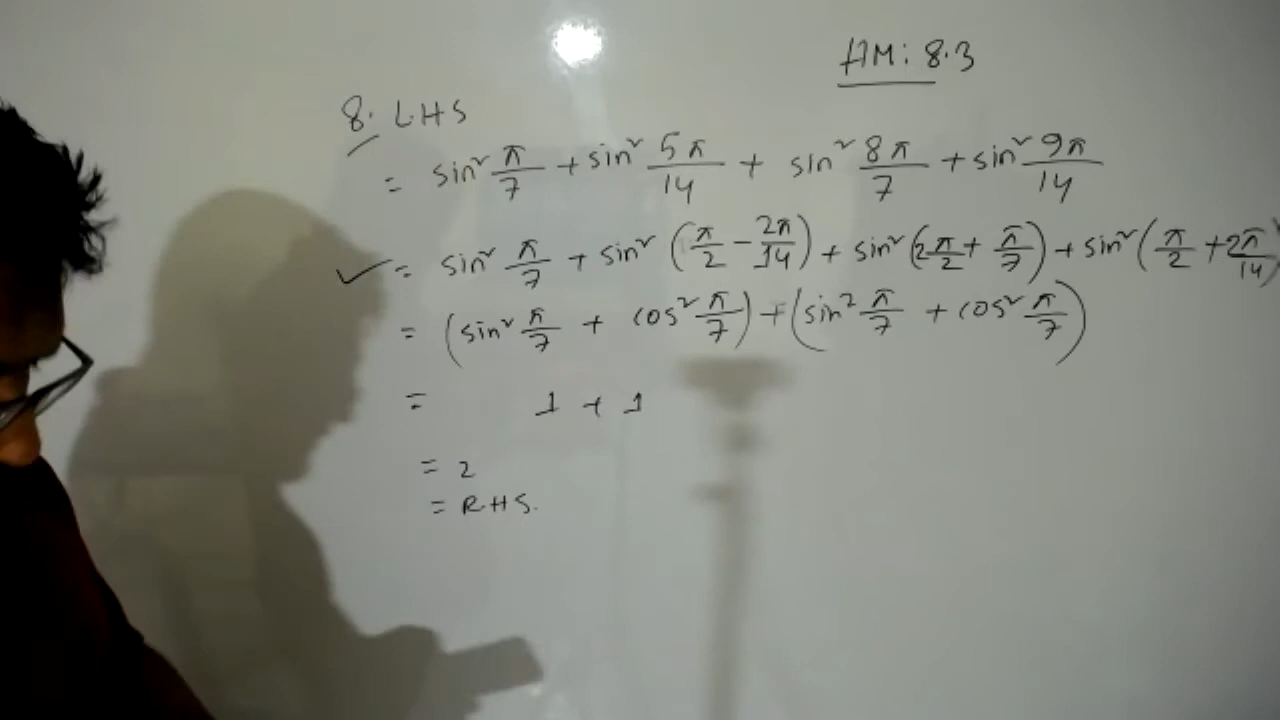 HM: 8.3
8. LHS
= sin² π/7 + sin² 5π/14 + sin² 8π/7 + sin² 9π/14
= sin² π/7 + sin² (π/2 - 2π/14) + sin² (2π/2 + π/7) + sin² (π/2 + 2π/14)
= (sin² π/7 + cos² π/7) + (sin² π/7 + cos² π/7)
= 1 + 1
= 2
= RHS.